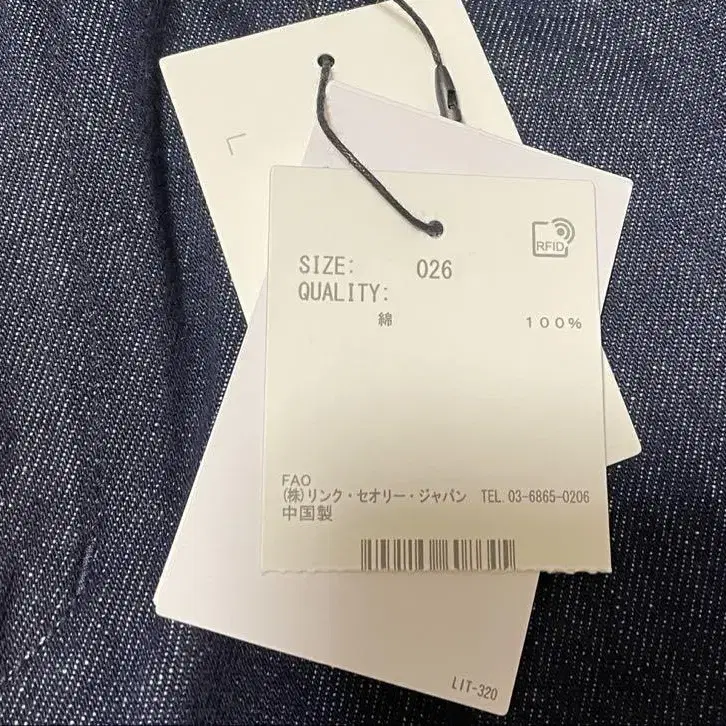 RFID
SIZE: 026
QUALITY:
綿 100%
FAO
(株)リンク・セオリー・ジャパン TEL. 03-6865-0206
中国製
LIT-320